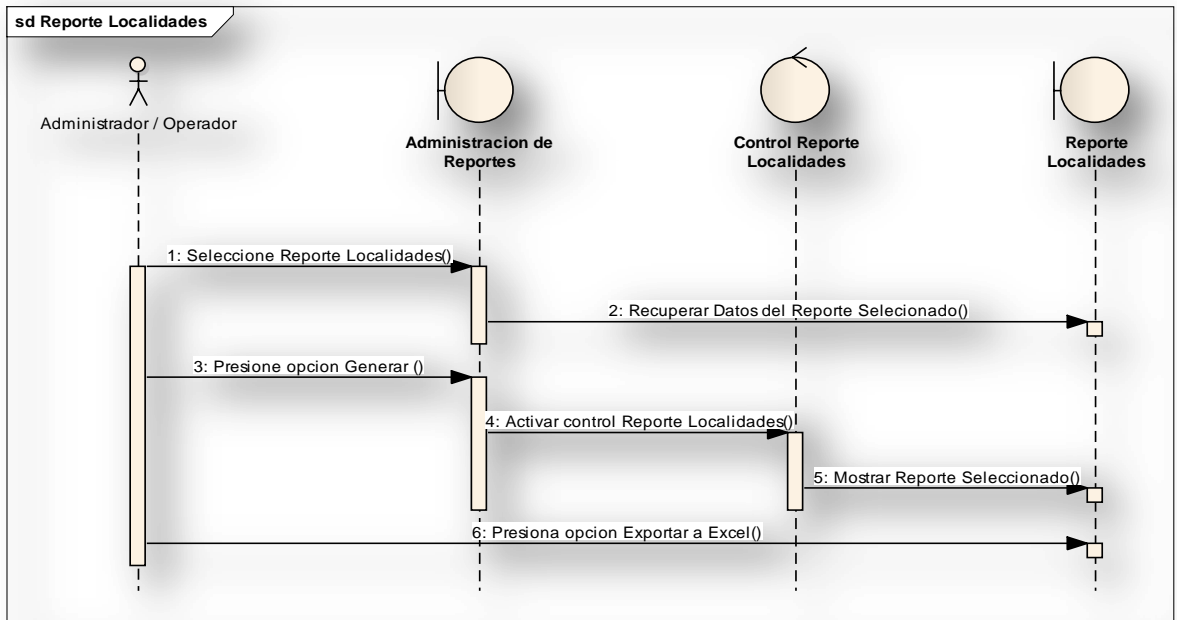 sd Reporte Localidades
Administrador / Operador
Administracion de
Reportes
Control Reporte
Localidades
Reporte
Localidades
1: Seleccione Reporte Localidades()
2: Recuperar Datos del Reporte Selecionado()
3: Presione opcion Generar ()
4: Activar control Reporte Localidades()
5: Mostrar Reporte Seleccionado()
6: Presiona opcion Exportar a Excel()